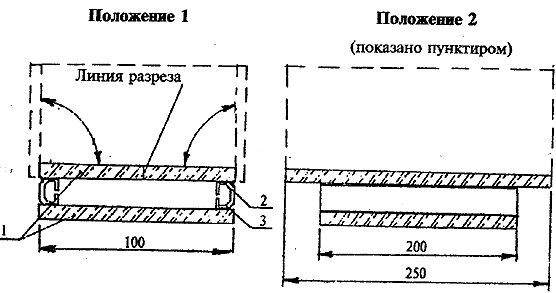 Положение 1
Положение 2
(показано пунктиром)
Линия разреза
2
3
1
100
200
250